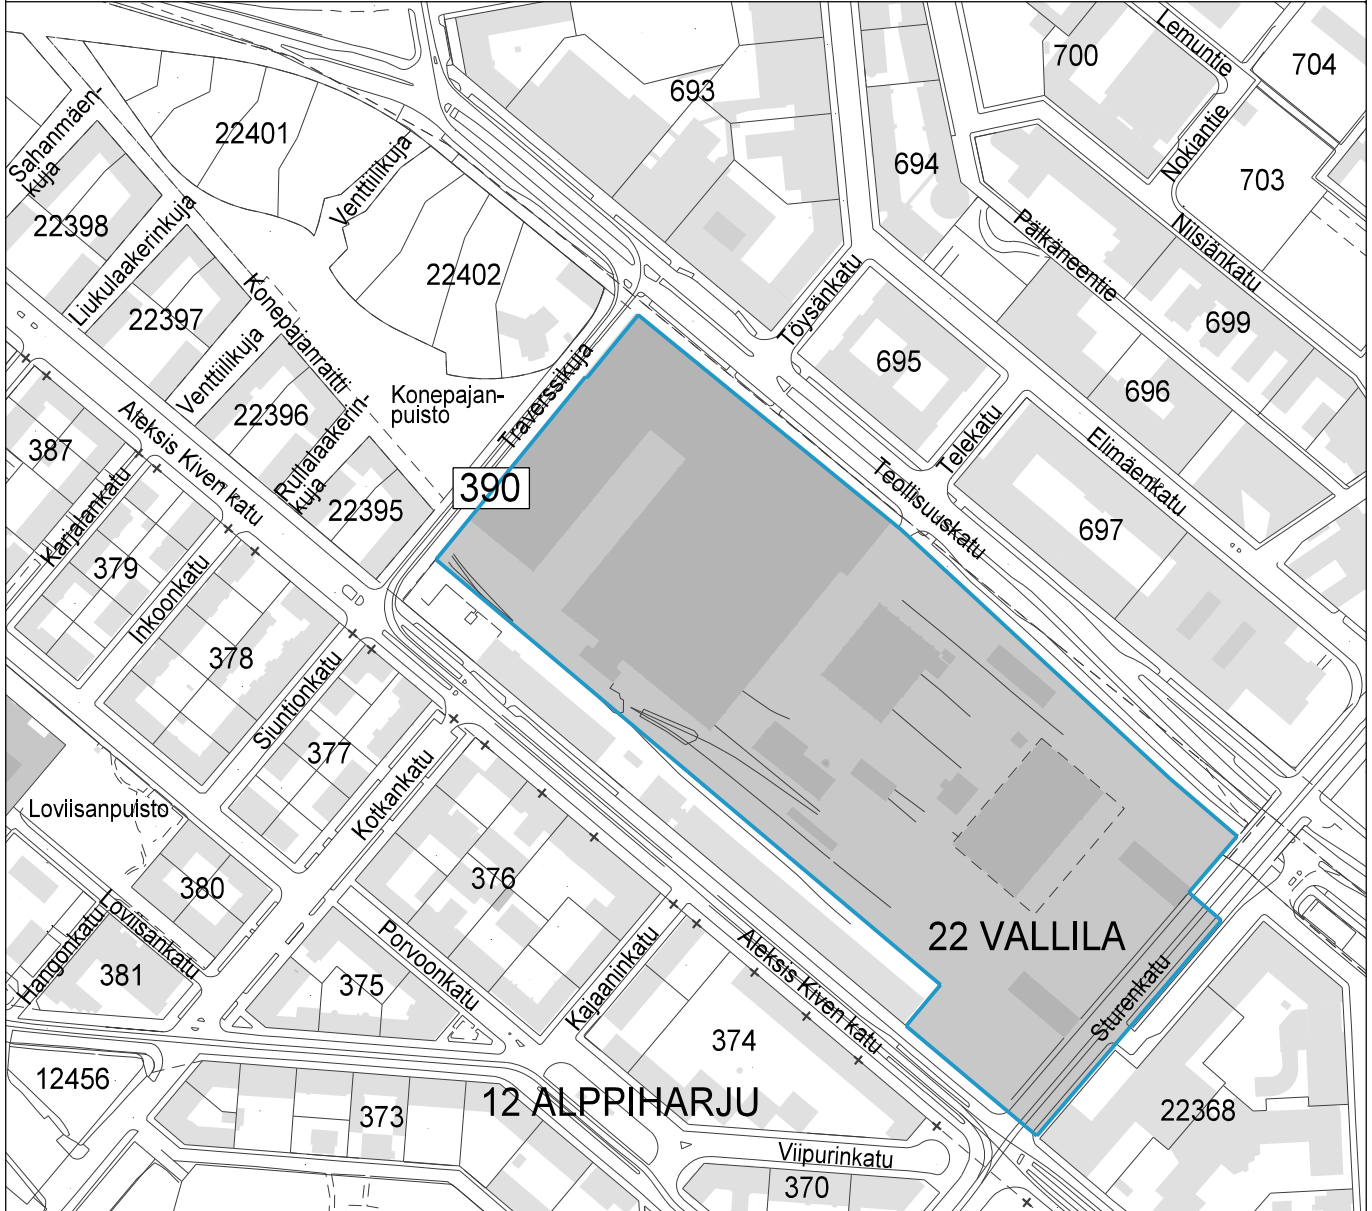 Lemuntie
700
704
693
22401
Sahanmäen-
kuja
Venttiilikuja
694
Nokiantie
703
22398
Liukulaakerinkuja
Pälkäneentie
Nilsiänkatu
22402
Konepajanraitti
Töysänkatu
22397
699
Venttiilikuja
Traverssikuja
695
696
Konepajan-
puisto
22396
Aleksis Kiven katu
Rullalaakerin-
kuja
Telekatu
Elimäenkatu
387
390
Teollisuuskatu
22395
Karjalankatu
697
379
Inkoonkatu
378
Siuntionkatu
377
Kotkankatu
Loviisanpuisto
380
376
Loviisankatu
Hangonkatu
381
375
Porvoonkatu
Kajaaninkatu
Aleksis Kiven katu
22 VALLILA
Sturenkatu
374
12456
12 ALPPIHARJU
373
22368
Viipurinkatu
370